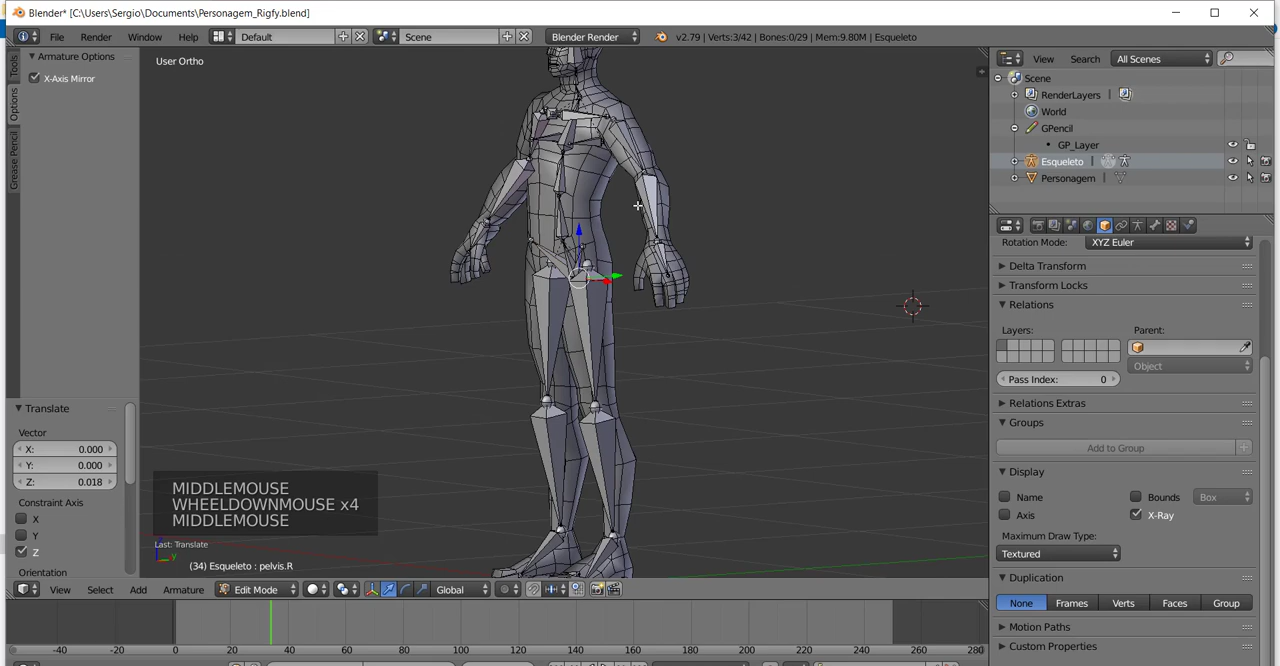 Blender* [C:\Users\Sergio\Documents\Personagem_Rigfy.blend]
File Render Window Help Default Scene Blender Render v2.79 | Verts:3/42 | Bones:0/29 | Mem:9.80M | Esqueleto
View Search All Scenes
Tools
Options
Grease Pencil
Armature Options
X-Axis Mirror
User Ortho
Scene
RenderLayers
World
GPencil
GP_Layer
Esqueleto
Personagem
Rotation Mode: XYZ Euler
Delta Transform
Transform Locks
Relations
Layers: Parent:
Object
Pass Index: 0
Relations Extras
Groups
Add to Group
Display
Name Bounds Box
Axis X-Ray
Maximum Draw Type:
Textured
Duplication
None Frames Verts Faces Group
Motion Paths
Custom Properties
Translate
Vector
X: 0.000
Y: 0.000
Z: 0.018
Constraint Axis
X
Y
Z
Orientation
MIDDLEMOUSE
WHEELDOWNMOUSE x4
MIDDLEMOUSE
Last: Translate
z
y
(34) Esqueleto : pelvis.R
View Select Add Armature Edit Mode Global
-40 -20 0 20 40 60 80 100 120 140 160 180 200 220 240 260 280